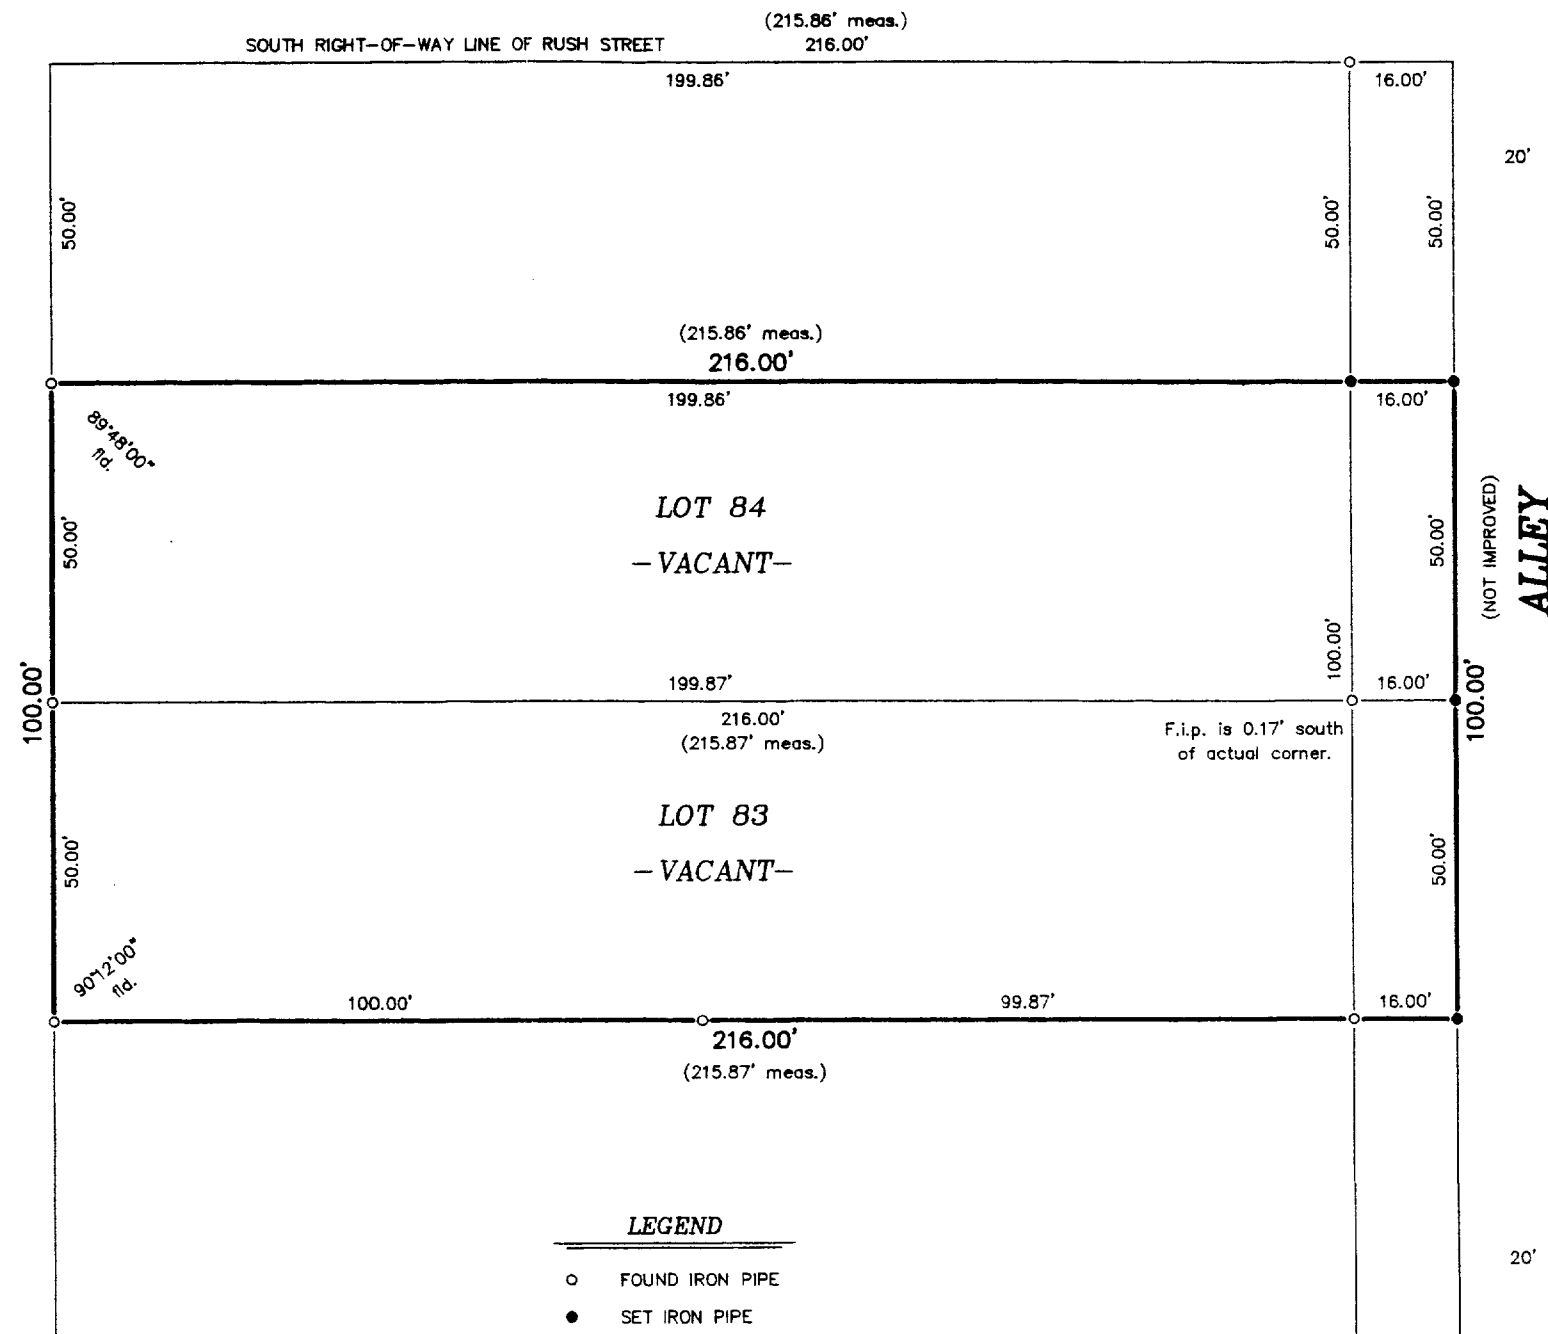 (215.86' meas.)
SOUTH RIGHT-OF-WAY LINE OF RUSH STREET
216.00'
199.86'
16.00'
20'
50.00'
50.00'
50.00'
(215.86' meas.)
216.00'
199.86'
16.00'
89°48'00"
fld.
LOT 84
-VACANT-
50.00'
50.00'
(NOT IMPROVED)
ALLEY
100.00'
100.00'
199.87'
16.00'
100.00'
216.00'
(215.87' meas.)
F.i.p. is 0.17' south
of actual corner.
LOT 83
-VACANT-
50.00'
50.00'
90°12'00"
fld.
100.00'
99.87'
16.00'
216.00'
(215.87' meas.)
LEGEND
FOUND IRON PIPE
SET IRON PIPE
20'